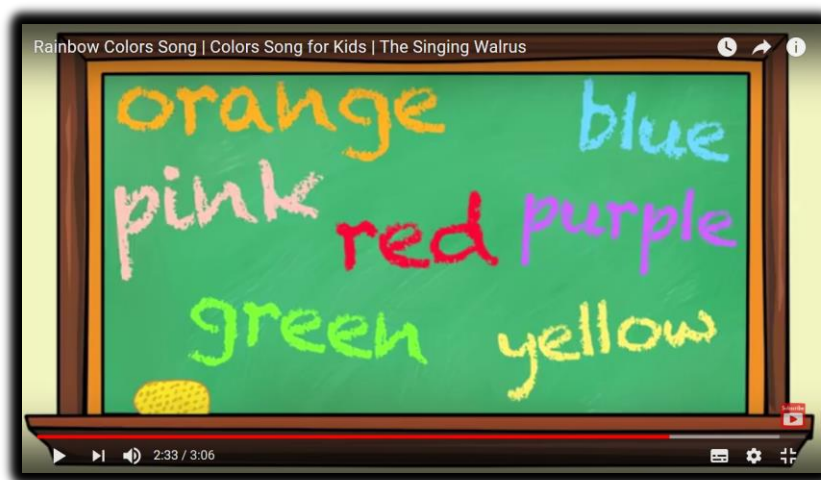 Rainbow Colors Song | Colors Song for Kids | The Singing Walrus
orange
blue
pink
red
purple
green
yellow
Subscribe
2:33 / 3:06